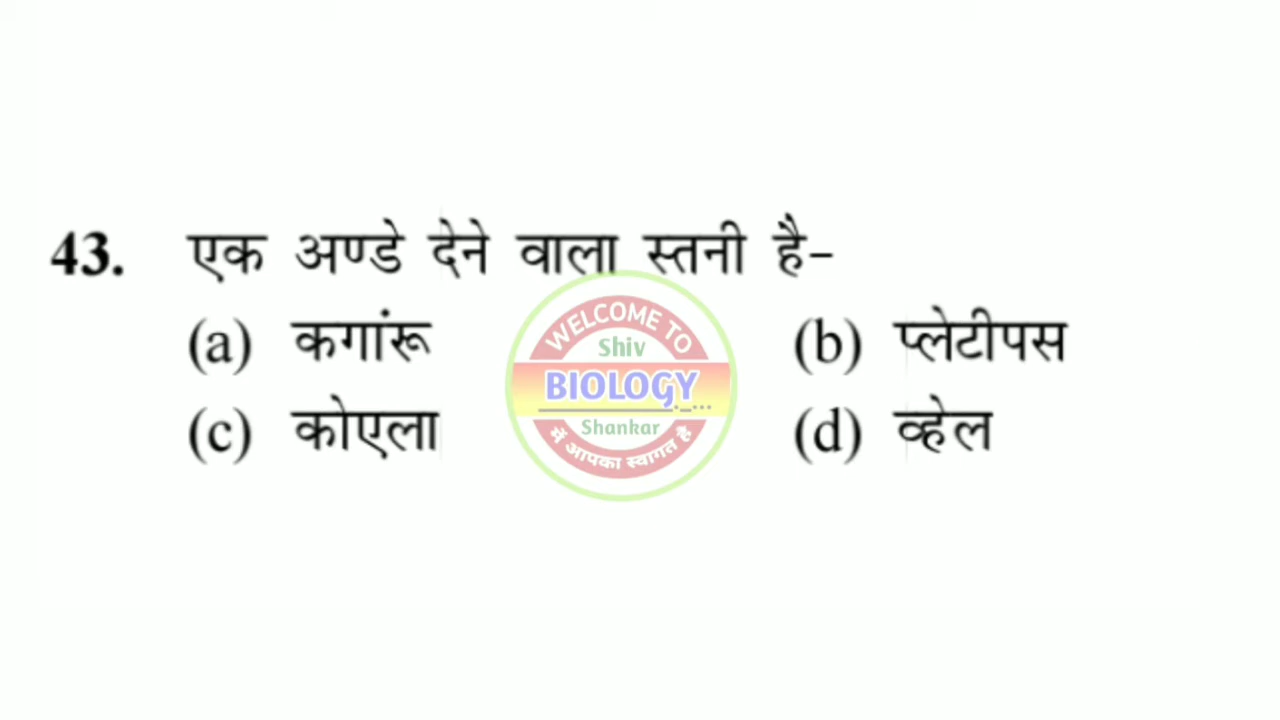 43. एक अण्डे देने वाला स्तनी है-
(a) कगांरू (b) प्लेटीपस
(c) कोएला (d) व्हेल
WELCOME TO
Shiv
BIOLOGY
Shankar
में आपका स्वागत है